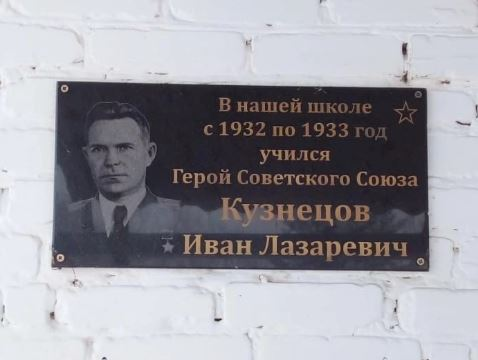 В нашей школе
с 1932 по 1933 год
учился
Герой Советского Союза
Кузнецов
Иван Лазаревич